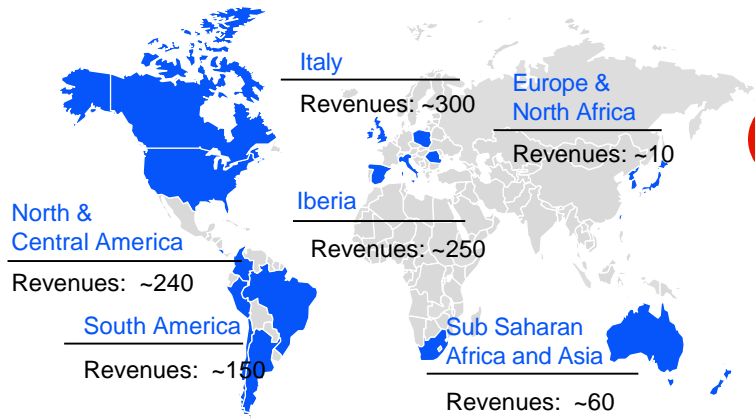 Italy
Revenues: ~300
Europe &
North Africa
Revenues: ~10
North &
Central America
Revenues: ~240
Iberia
Revenues: ~250
South America
Revenues: ~150
Sub Saharan
Africa and Asia
Revenues: ~60